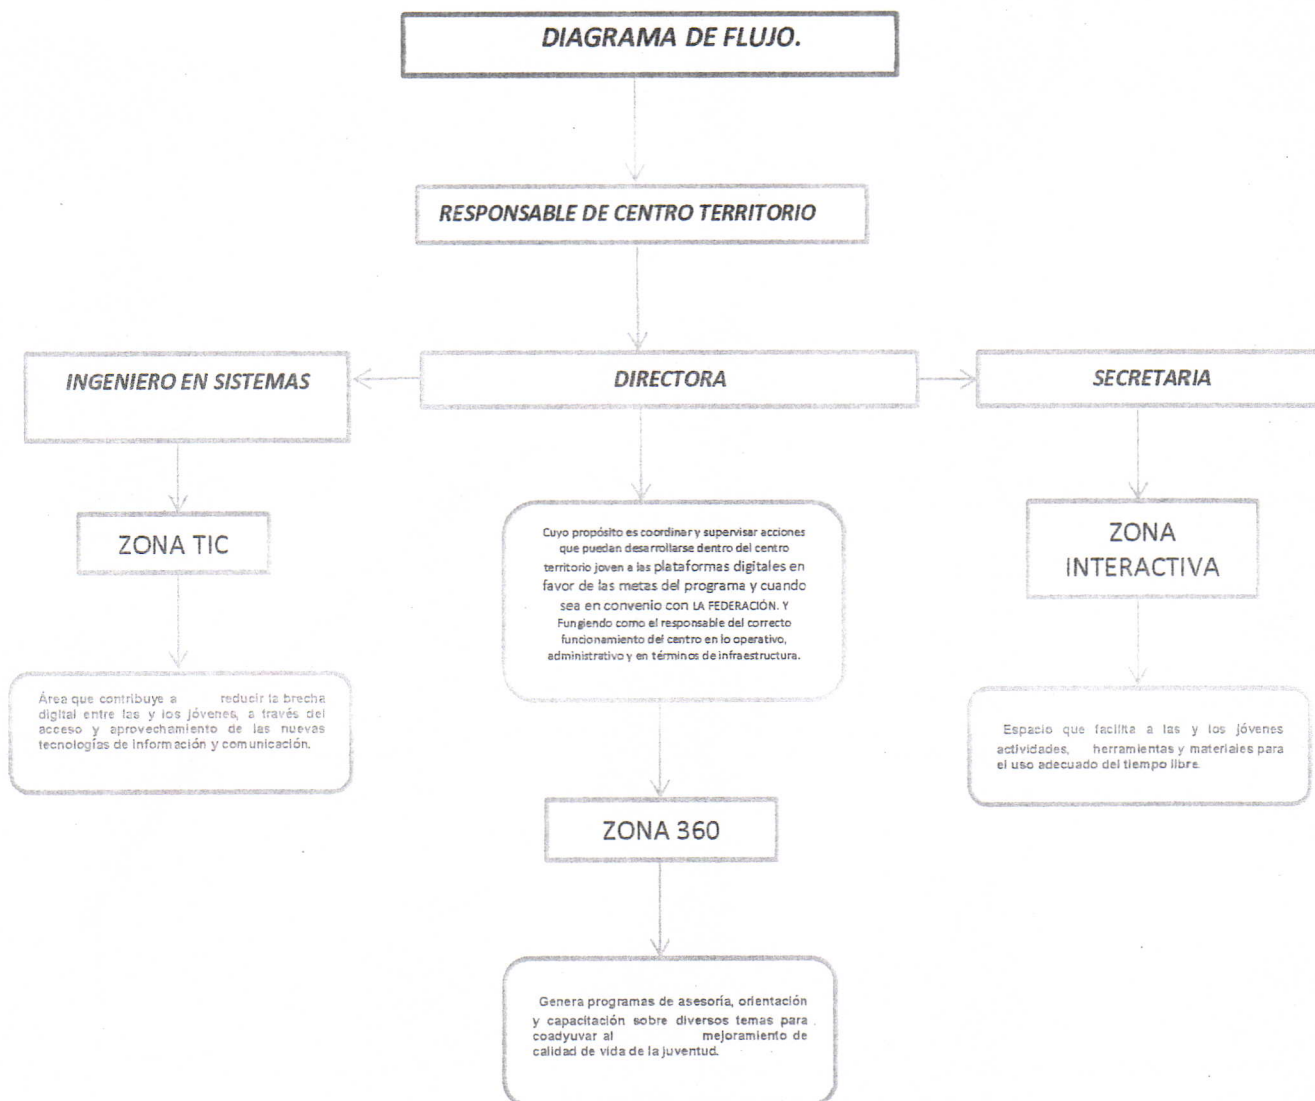 DIAGRAMA DE FLUJO.
RESPONSABLE DE CENTRO TERRITORIO
INGENIERO EN SISTEMAS
DIRECTORA
SECRETARIA
ZONA TIC
Cuyo propósito es coordinar y supervisar acciones
que puedan desarrollarse dentro del centro
territorio joven a las plataformas digitales en
favor de las metas del programa y cuando
sea en convenio con LA FEDERACIÓN. Y
Fungiendo como el responsable del correcto
funcionamiento del centro en lo operativo,
administrativo y en términos de infraestructura.
ZONA
INTERACTIVA
Área que contribuye a reducir la brecha
digital entre las y los jóvenes, a través del
acceso y aprovechamiento de las nuevas
tecnologías de información y comunicación.
Espacio que facilita a las y los jóvenes
actividades, herramientas y materiales para
el uso adecuado del tiempo libre.
ZONA 360
Genera programas de asesoría, orientación
y capacitación sobre diversos temas para
coadyuvar al mejoramiento de
calidad de vida de la juventud.